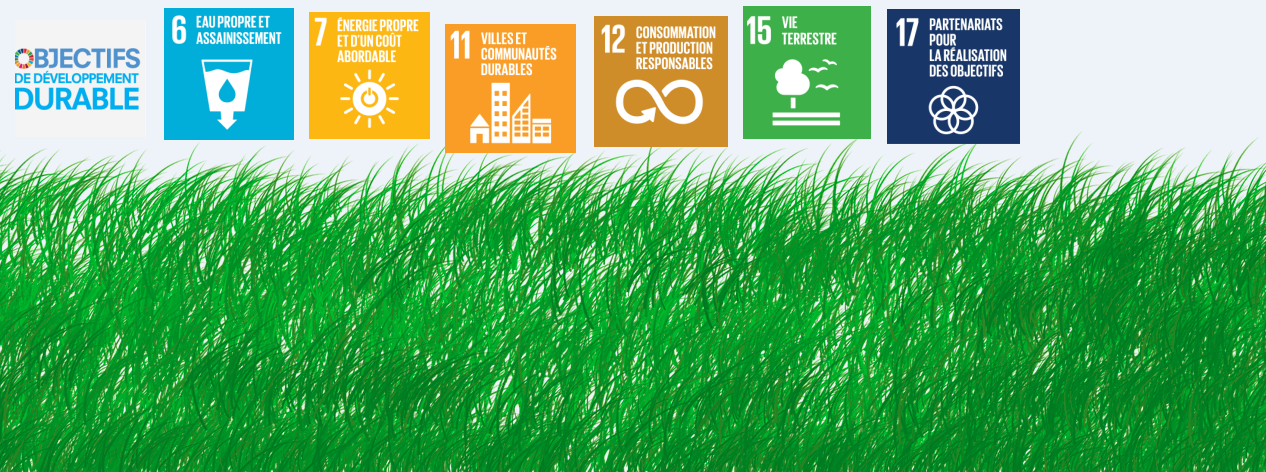 OBJECTIFS
DE DÉVELOPPEMENT
DURABLE
6 EAU PROPRE ET
ASSAINISSEMENT
7 ÉNERGIE PROPRE
ET D'UN COÛT
ABORDABLE
11 VILLES ET
COMMUNAUTÉS
DURABLES
12 CONSOMMATION
ET PRODUCTION
RESPONSABLES
15 VIE
TERRESTRE
17 PARTENARIATS
POUR
LA RÉALISATION
DES OBJECTIFS